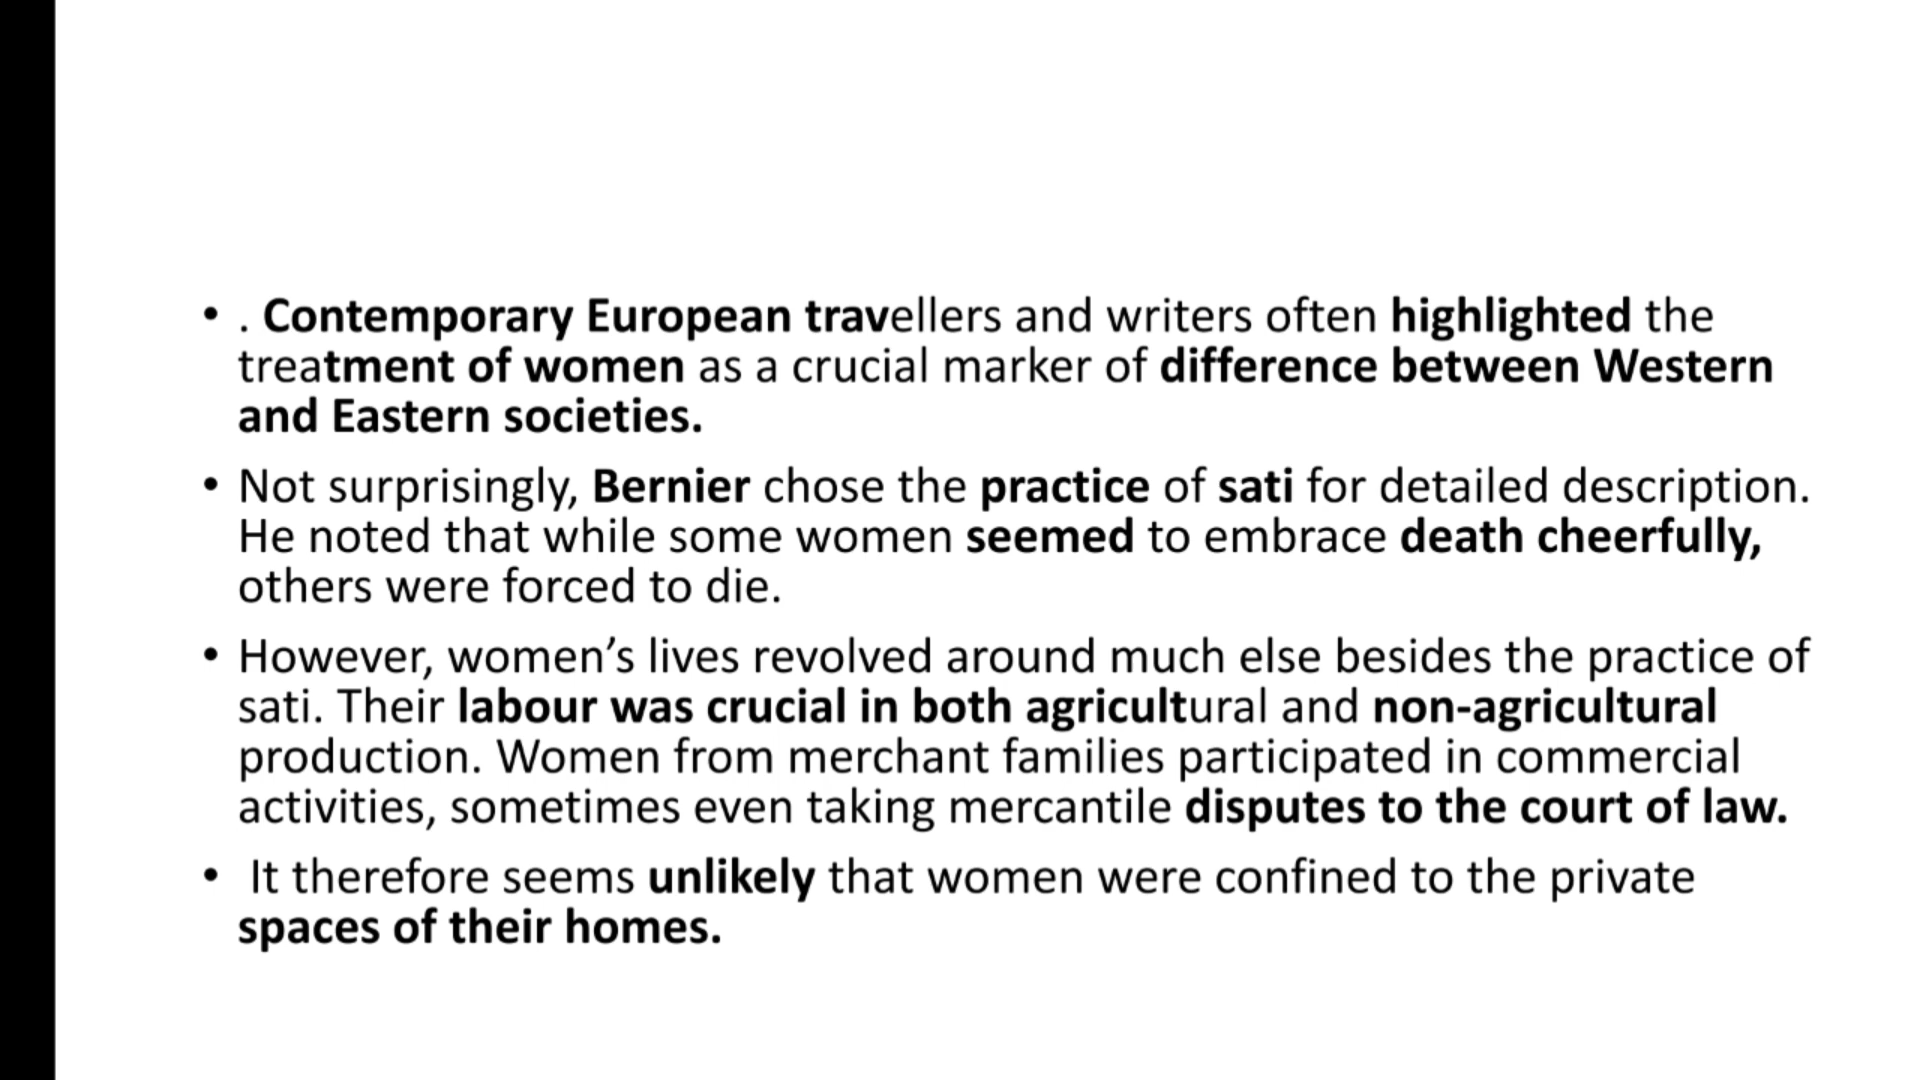 • . Contemporary European travellers and writers often highlighted the
treatment of women as a crucial marker of difference between Western
and Eastern societies.
• Not surprisingly, Bernier chose the practice of sati for detailed description.
He noted that while some women seemed to embrace death cheerfully,
others were forced to die.
• However, women’s lives revolved around much else besides the practice of
sati. Their labour was crucial in both agricultural and non-agricultural
production. Women from merchant families participated in commercial
activities, sometimes even taking mercantile disputes to the court of law.
• It therefore seems unlikely that women were confined to the private
spaces of their homes.